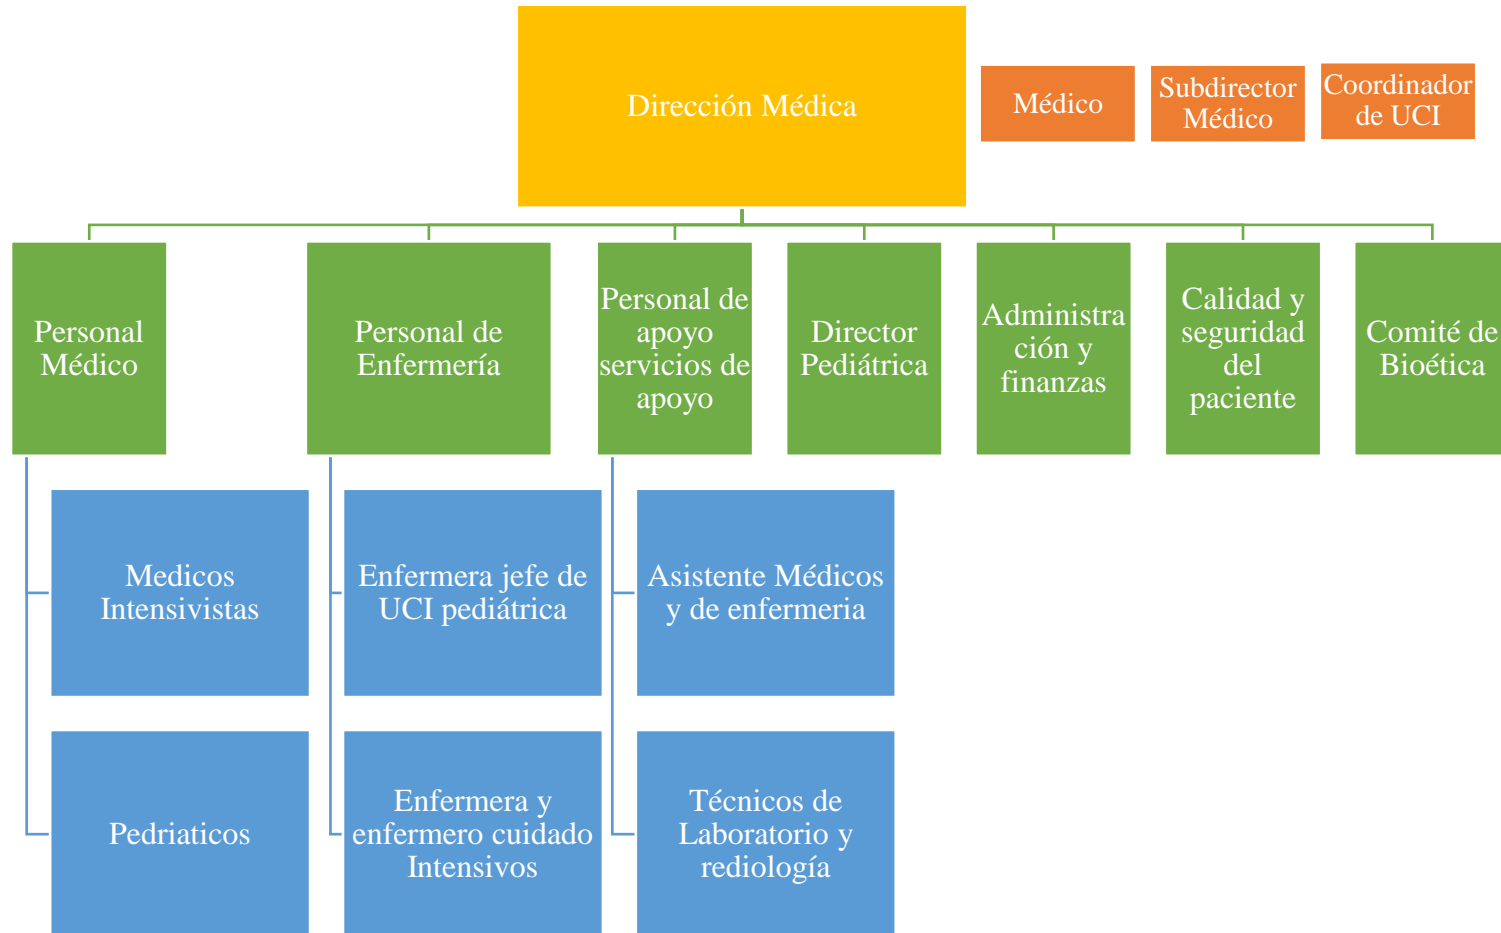 Dirección Médica
Médico
Subdirector
Médico
Coordinador
de UCI
Personal
Médico
Personal de
Enfermería
Personal de
apoyo
servicios de
apoyo
Director
Pediátrica
Administra
ción y
finanzas
Calidad y
seguridad
del
paciente
Comité de
Bioética
Medicos
Intensivistas
Enfermera jefe de
UCI pediátrica
Asistente Médicos
y de enfermeria
Pedriaticos
Enfermera y
enfermero cuidado
Intensivos
Técnicos de
Laboratorio y
rediología